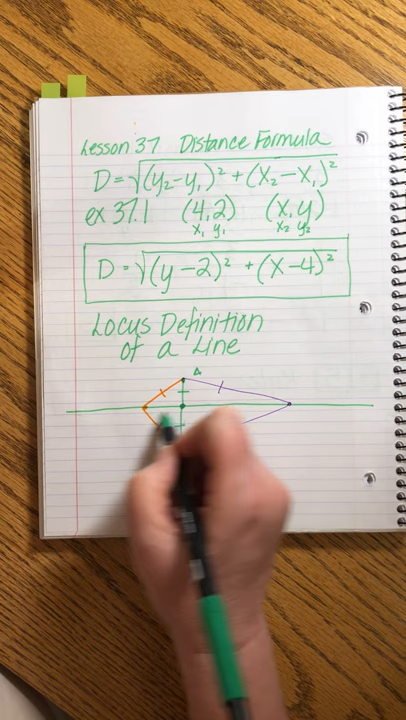 Lesson 37 Distance Formula
D=√(y₂-y₁)²+(x₂-x₁)²
ex 37.1 (4,2) (x,y)
x₁ y₁ x₂ y₂
D=√(y-2)²+(x-4)²
Locus Definition
of a Line
A